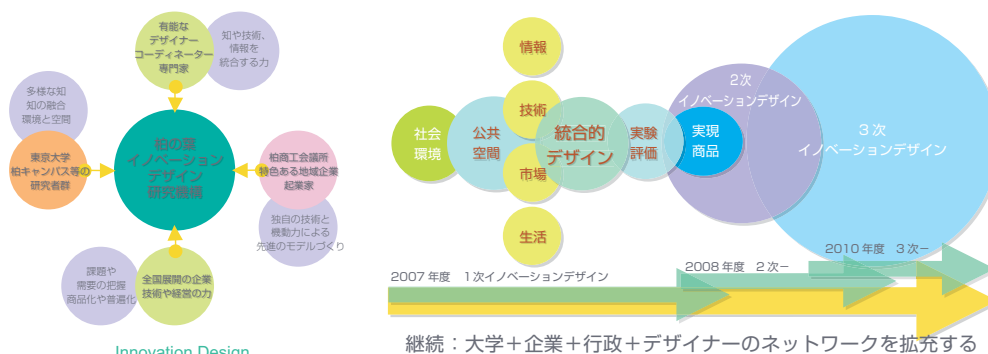 有能な
デザイナー
コーディネーター
専門家
知や技術、
情報を
統合する力
多様な知
知の融合
環境と空間
東京大学
柏キャンパス等の
研究者群
柏の葉
イノベーション
デザイン
研究機構
柏商工会議所
特色ある地域企業
起業家
独自の技術と
機動力による
先進のモデルづくり
課題や
需要の把握
商品化や普遍化
全国展開の企業
技術や経営の力
Innovation Design
情報
技術
市場
生活
社会
環境
公共
空間
統合的
デザイン
実験
評価
実現
商品
2次
イノベーションデザイン
3次
イノベーションデザイン
2007年度 1次イノベーションデザイン
2008年度 2次ー
2010年度 3次ー
継続：大学＋企業＋行政＋デザイナーのネットワークを拡充する